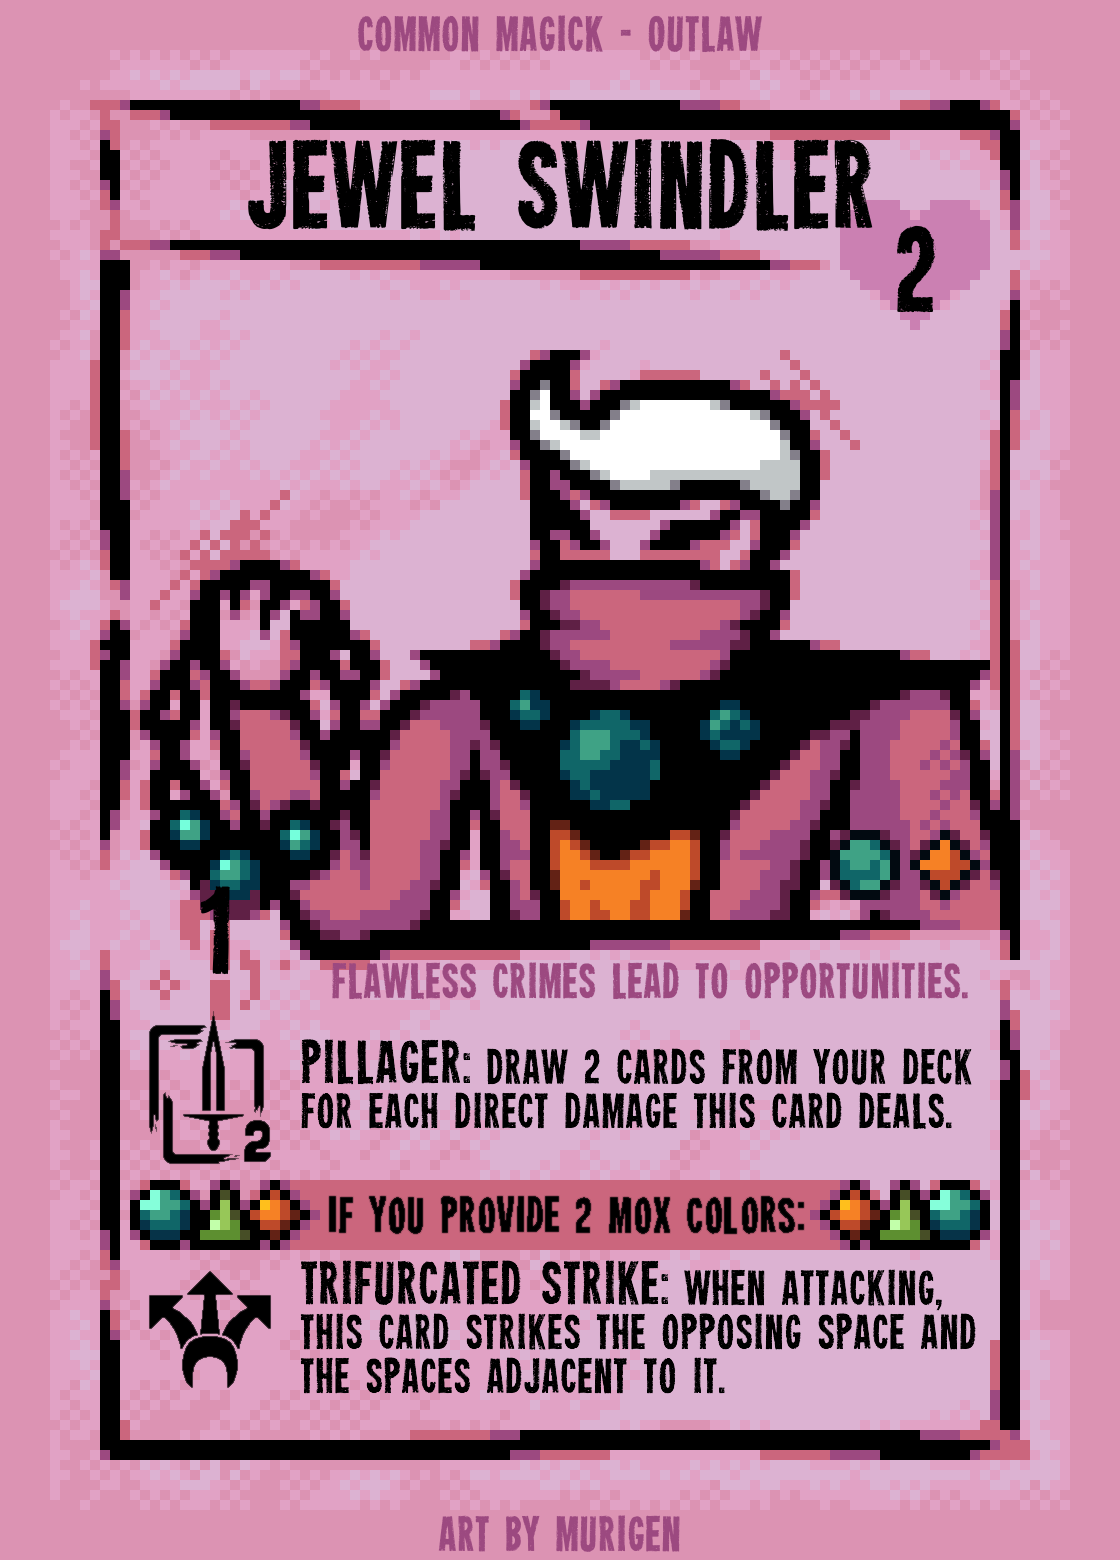 COMMON MAGICK - OUTLAW
JEWEL SWINDLER
2
1
FLAWLESS CRIMES LEAD TO OPPORTUNITIES.
PILLAGER: DRAW 2 CARDS FROM YOUR DECK
FOR EACH DIRECT DAMAGE THIS CARD DEALS.
2
IF YOU PROVIDE 2 MOX COLORS:
TRIFURCATED STRIKE: WHEN ATTACKING,
THIS CARD STRIKES THE OPPOSING SPACE AND
THE SPACES ADJACENT TO IT.
ART BY MURIGEN